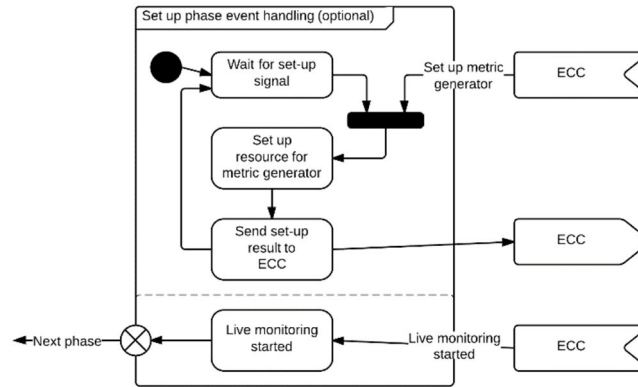 Set up phase event handling (optional)
Wait for set-up
signal
Set up metric
generator
ECC
Set up
resource for
metric generator
Send set-up
result to
ECC
ECC
Next phase
Live monitoring
started
Live monitoring
started
ECC